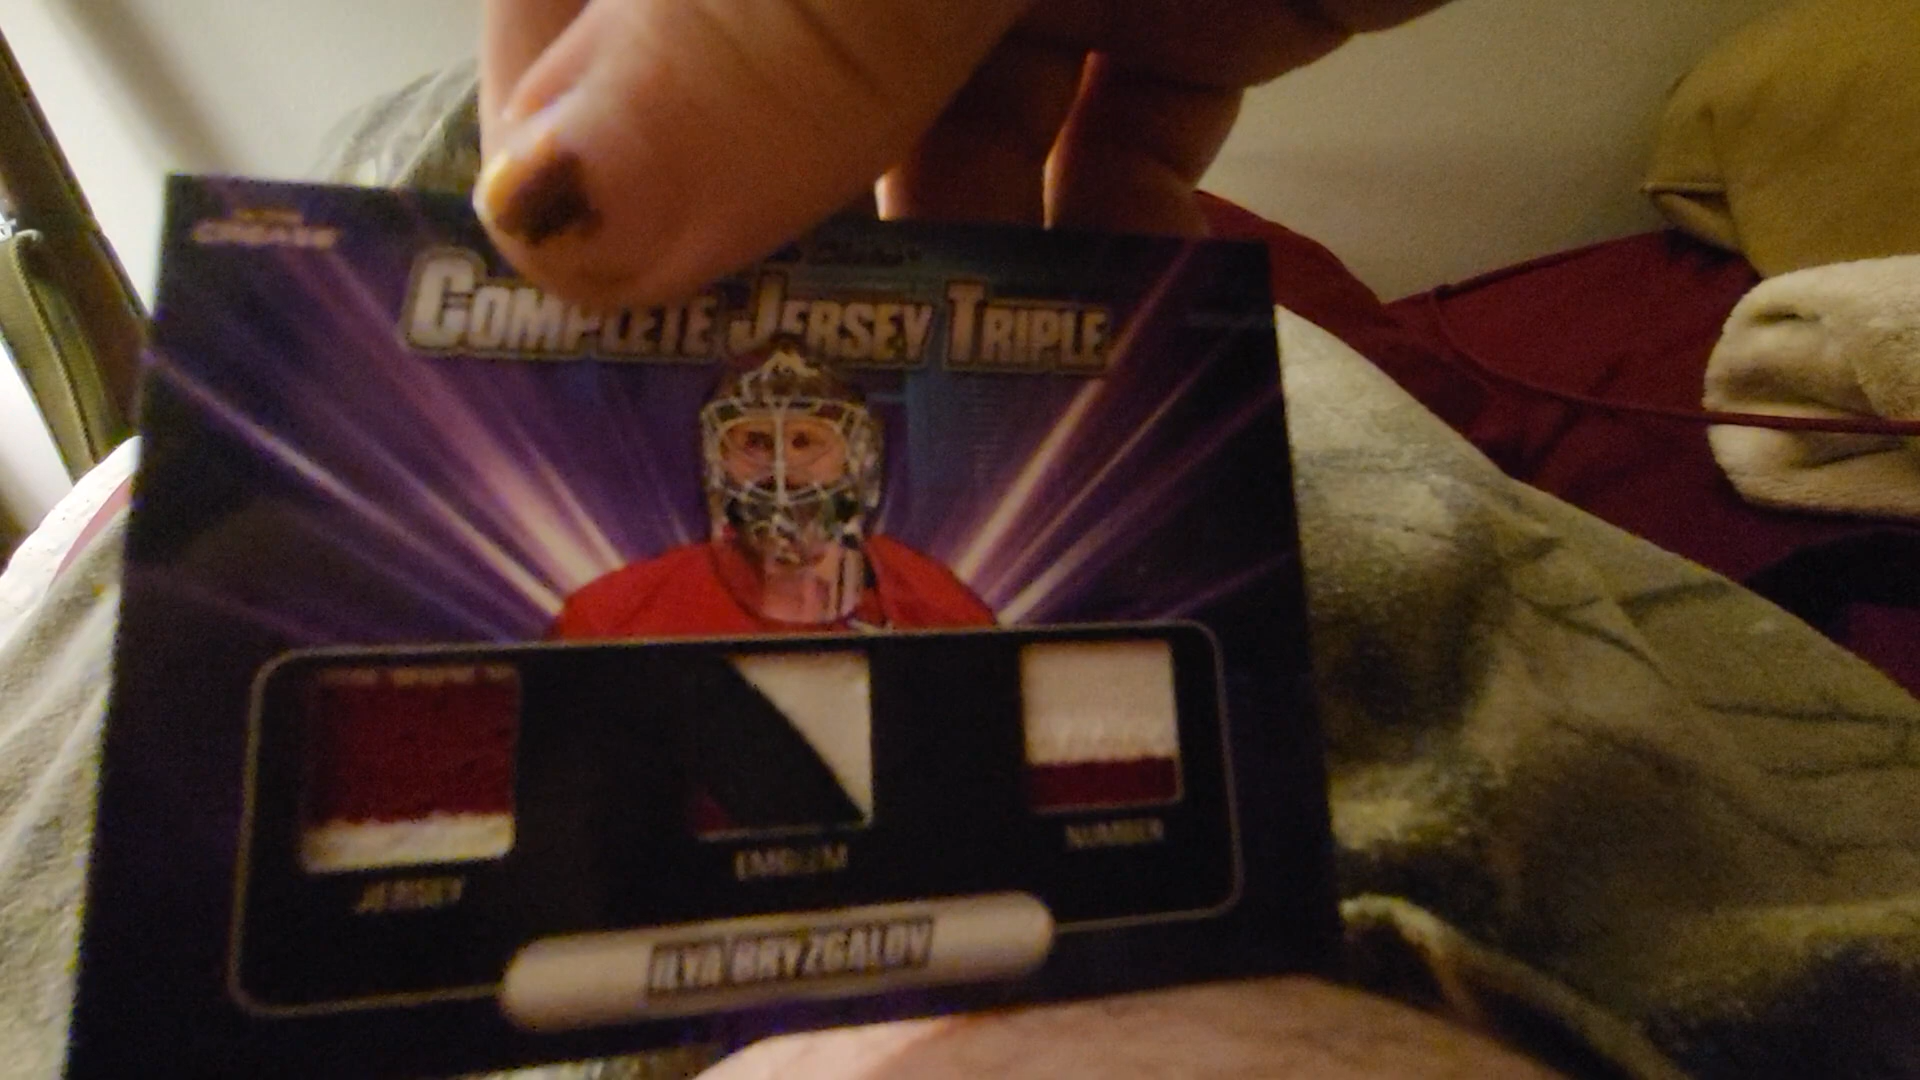 COMPLETE JERSEY TRIPLE
JERSEY
EMBLEM
NUMBER
ILYA BRYZGALOV